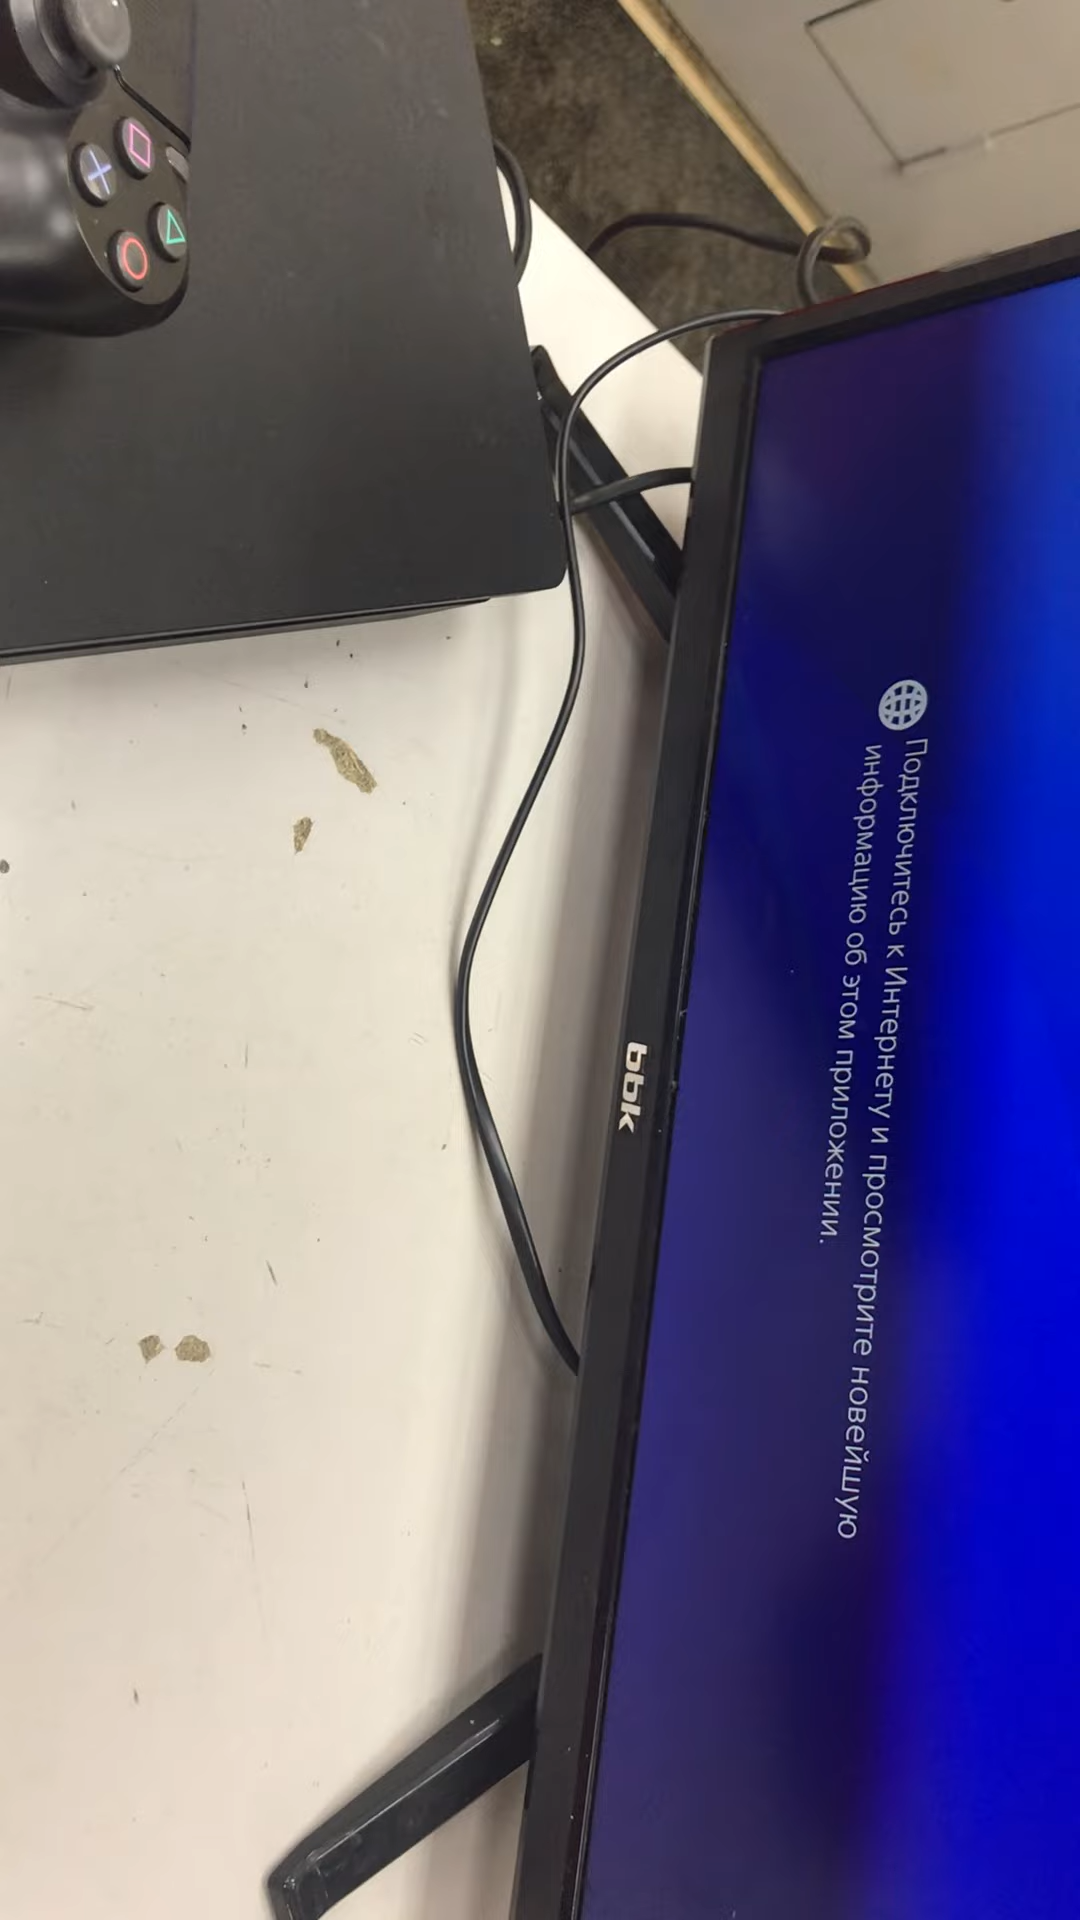 Подключитесь к Интернету и просмотрите новейшую
информацию об этом приложении.
bbk